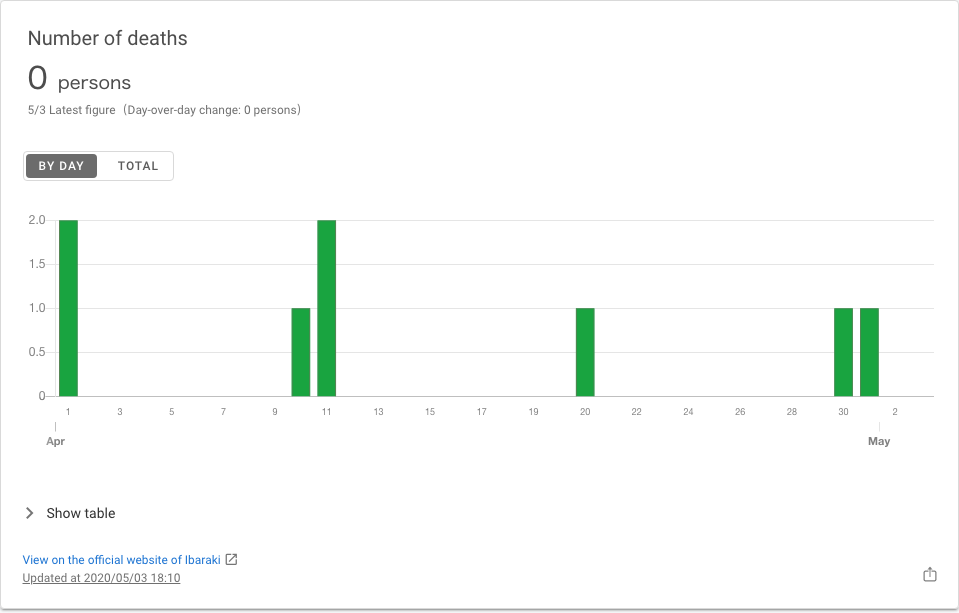 Number of deaths
0 persons
5/3 Latest figure（Day-over-day change: 0 persons）
BY DAY TOTAL
2.0
1.5
1.0
0.5
0
1 3 5 7 9 11 13 15 17 19 20 22 24 26 28 30 2
Apr May
Show table
View on the official website of Ibaraki
Updated at 2020/05/03 18:10